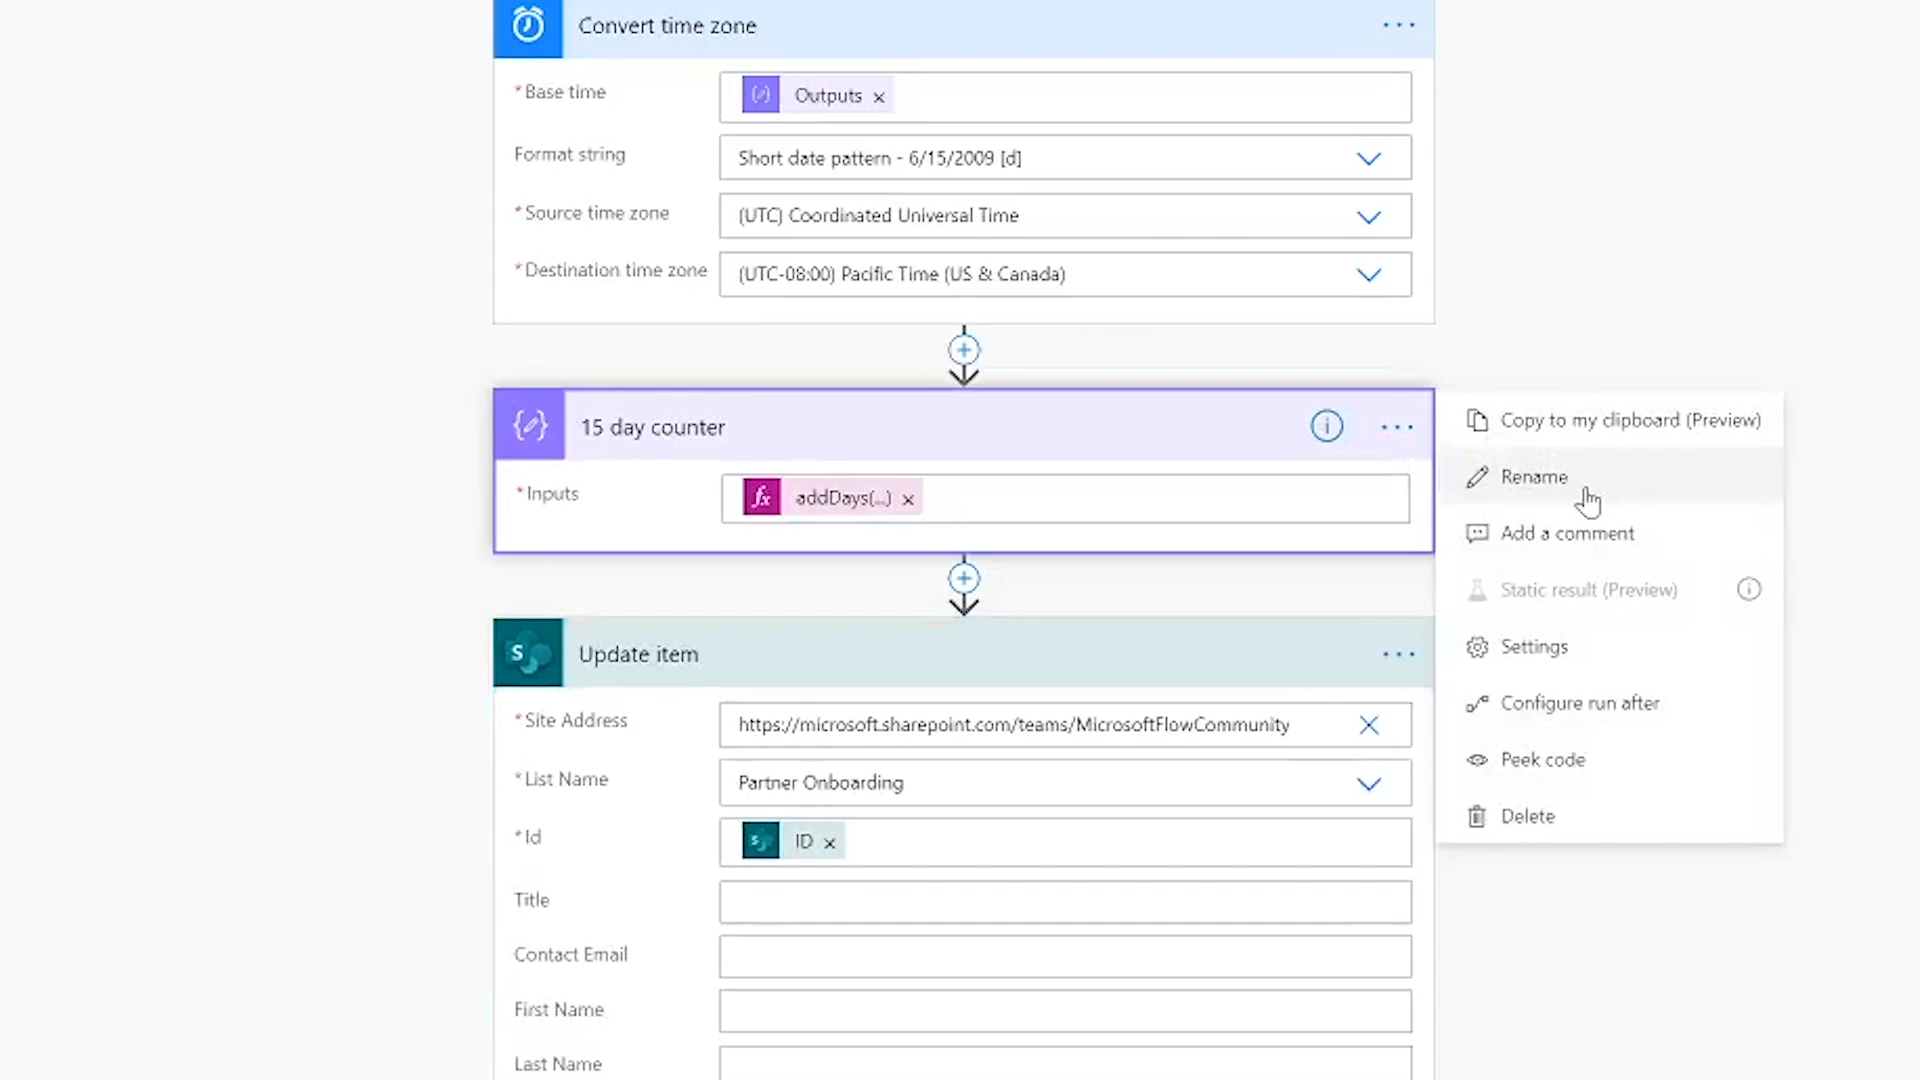 Convert time zone
*Base time
Outputs
Format string
Short date pattern - 6/15/2009 [d]
*Source time zone
(UTC) Coordinated Universal Time
*Destination time zone
(UTC-08:00) Pacific Time (US & Canada)
15 day counter
*Inputs
fx addDays(...)
Copy to my clipboard (Preview)
Rename
Add a comment
Static result (Preview)
Settings
Configure run after
Peek code
Delete
S
Update item
*Site Address
https://microsoft.sharepoint.com/teams/MicrosoftFlowCommunity
*List Name
Partner Onboarding
*Id
S ID
Title
Contact Email
First Name
Last Name